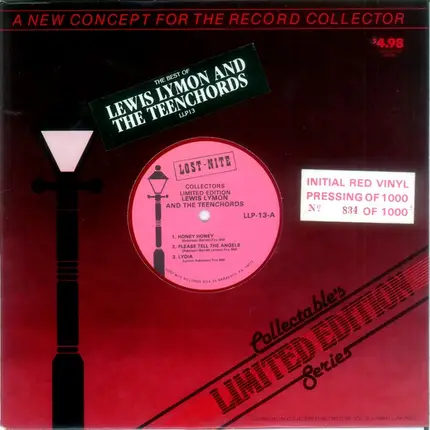 A NEW CONCEPT FOR THE RECORD COLLECTOR
$4.98
THE BEST OF
LEWIS LYMON AND
THE TEENCHORDS
LLP13
LOST-NITE
COLLECTORS
LIMITED EDITION
LEWIS LYMON
AND THE TEENCHORDS
LLP-13-A
1. HONEY HONEY
2. PLEASE TELL THE ANGELS
3. LYDIA
INITIAL RED VINYL
PRESSING OF 1000
Nº 834 OF 1000
Collectable's
LIMITED EDITION
Series